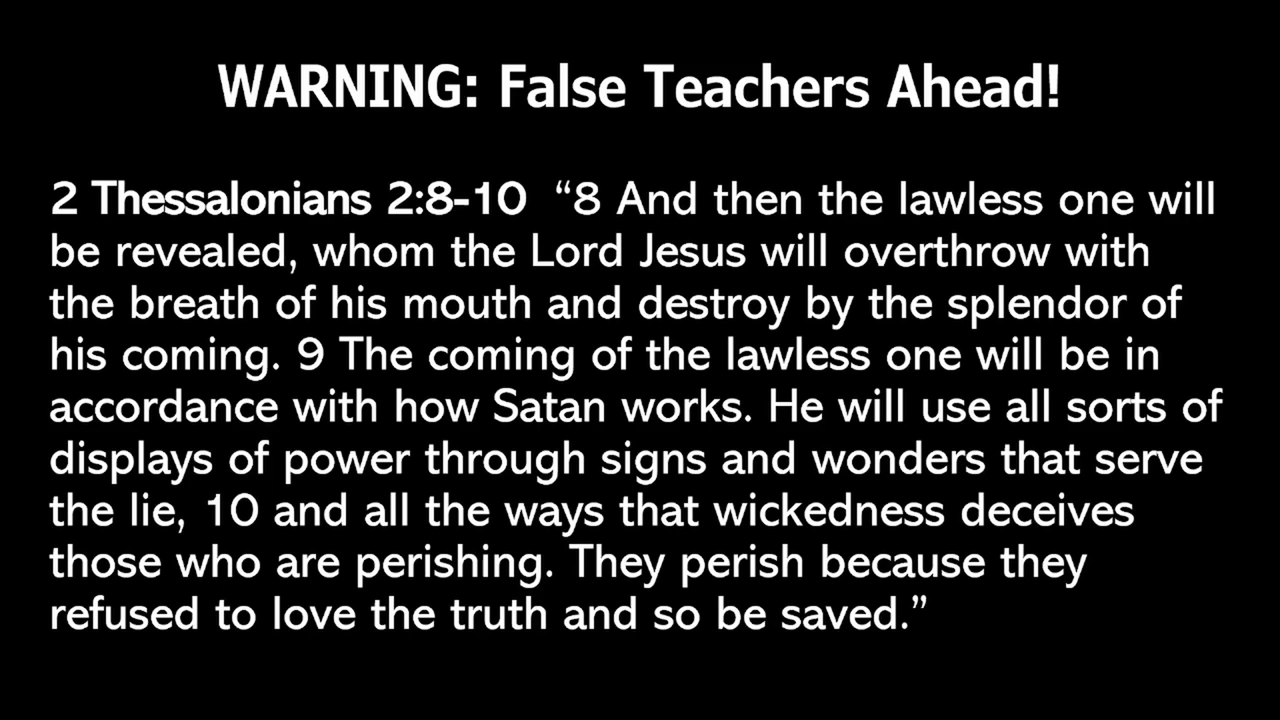 WARNING: False Teachers Ahead!
2 Thessalonians 2:8-10 “8 And then the lawless one will
be revealed, whom the Lord Jesus will overthrow with
the breath of his mouth and destroy by the splendor of
his coming. 9 The coming of the lawless one will be in
accordance with how Satan works. He will use all sorts of
displays of power through signs and wonders that serve
the lie, 10 and all the ways that wickedness deceives
those who are perishing. They perish because they
refused to love the truth and so be saved.”